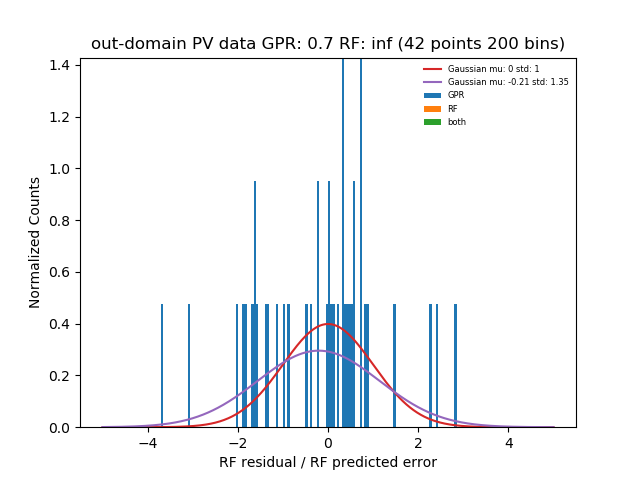 out-domain PV data GPR: 0.7 RF: inf (42 points 200 bins)
Gaussian mu: 0 std: 1
Gaussian mu: -0.21 std: 1.35
GPR
RF
both
Normalized Counts
1.4
1.2
1.0
0.8
0.6
0.4
0.2
0.0
−4 −2 0 2 4
RF residual / RF predicted error